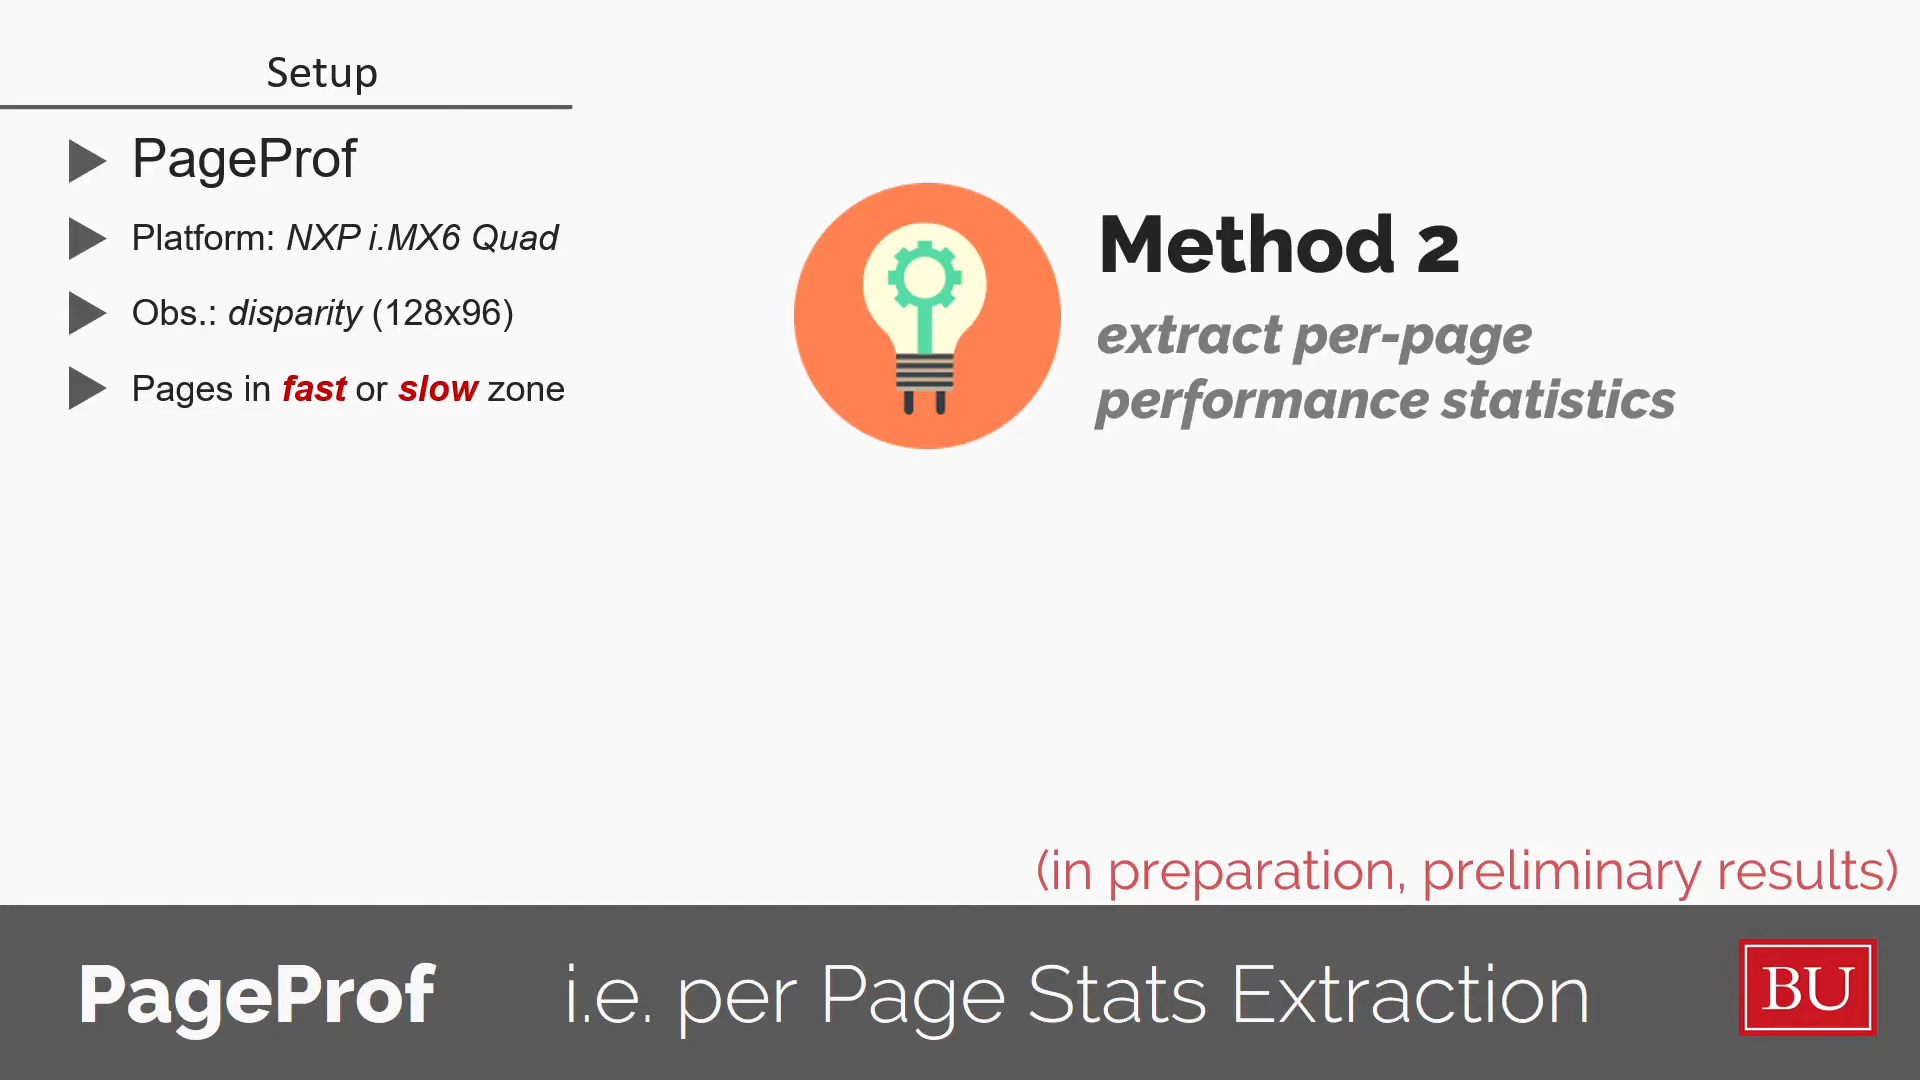 Setup
PageProf
Platform: NXP i.MX6 Quad
Obs.: disparity (128x96)
Pages in fast or slow zone
Method 2
extract per-page
performance statistics
(in preparation, preliminary results)
PageProf i.e. per Page Stats Extraction
BU